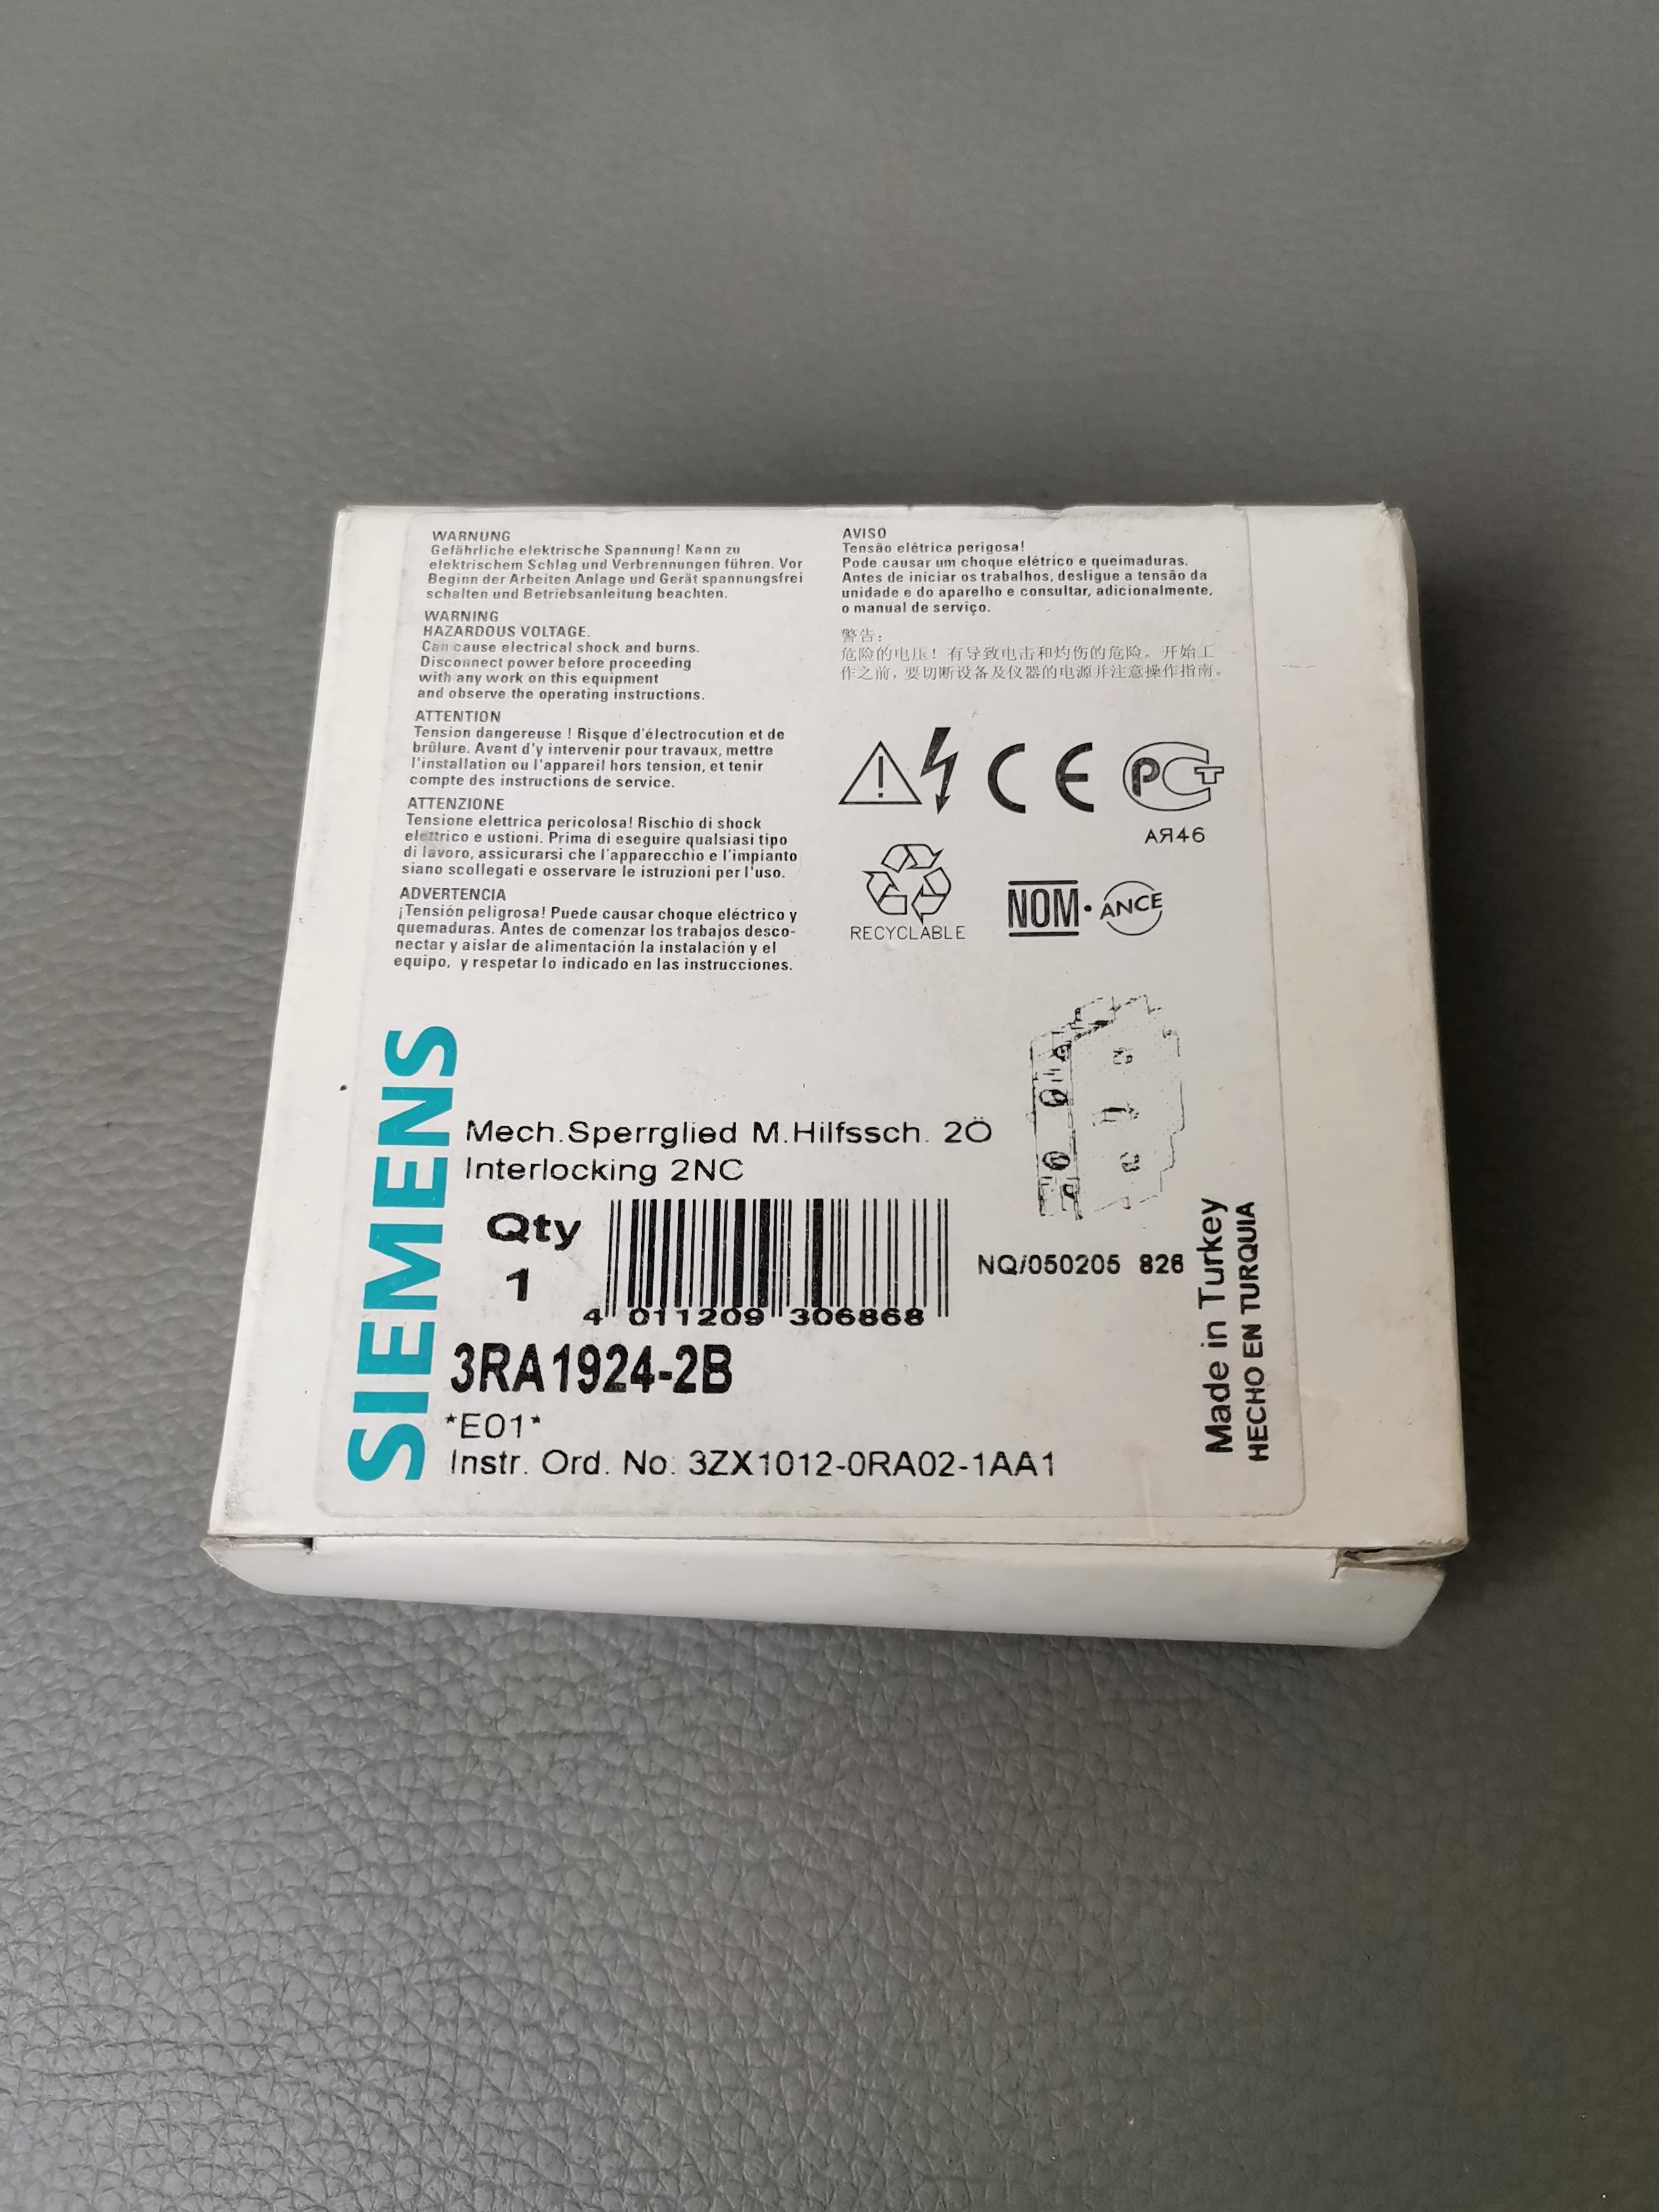 WARNUNG
Gefährliche elektrische Spannung! Kann zu
elektrischem Schlag und Verbrennungen führen. Vor
Beginn der Arbeiten Anlage und Gerät spannungsfrei
schalten und Betriebsanleitung beachten.
WARNING
HAZARDOUS VOLTAGE.
Can cause electrical shock and burns.
Disconnect power before proceeding
with any work on this equipment
and observe the operating instructions.
ATTENTION
Tension dangereuse ! Risque d'électrocution et de
brûlure. Avant d'y intervenir pour travaux, mettre
l'installation ou l'appareil hors tension, et tenir
compte des instructions de service.
ATTENZIONE
Tensione elettrica pericolosa! Rischio di shock
elettrico e ustioni. Prima di eseguire qualsiasi tipo
di lavoro, assicurarsi che l'apparecchio e l'impianto
siano scollegati e osservare le istruzioni per l'uso.
ADVERTENCIA
¡Tensión peligrosa! Puede causar choque eléctrico y
quemaduras. Antes de comenzar los trabajos desco-
nectar y aislar de alimentación la instalación y el
equipo, y respetar lo indicado en las instrucciones.
AVISO
Tensão elétrica perigosa!
Pode causar um choque elétrico e queimaduras.
Antes de iniciar os trabalhos, desligue a tensão da
unidade e do aparelho e consultar, adicionalmente,
o manual de serviço.
警告：
危险的电压！有导致电击和灼伤的危险。开始工
作之前，要切断设备及仪器的电源并注意操作指南。
CE
PCT
АЯ46
RECYCLABLE
NOM·ANCE
SIEMENS
Mech.Sperrglied M.Hilfssch. 2Ö
Interlocking 2NC
Qty
1
4 011209 306868
NQ/050205 826
3RA1924-2B
*E01*
Instr. Ord. No. 3ZX1012-0RA02-1AA1
Made in Turkey
HECHO EN TURQUIA